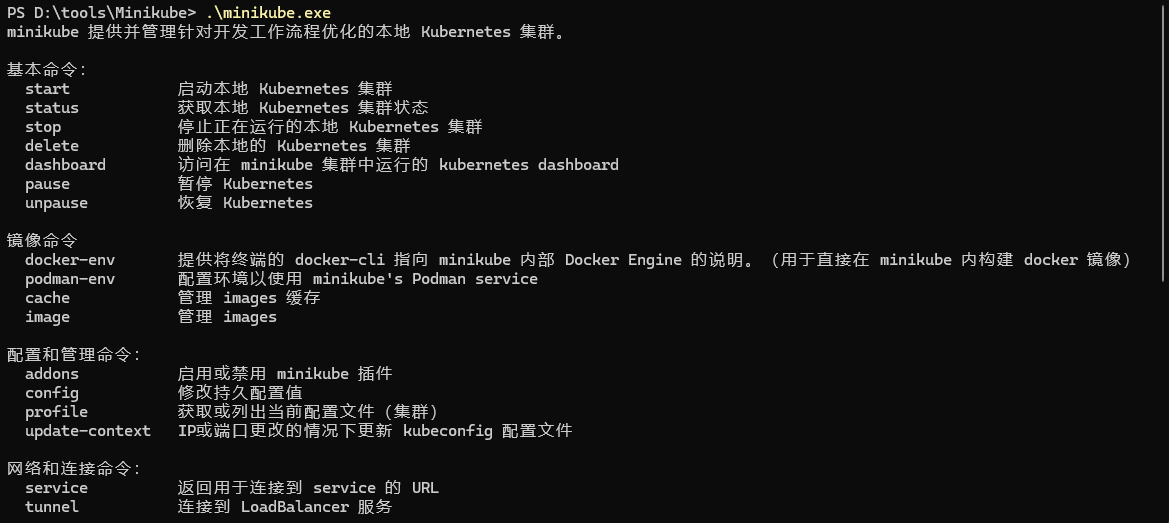 PS D:\tools\Minikube> .\minikube.exe
minikube 提供并管理针对开发工作流程优化的本地 Kubernetes 集群。
基本命令:
start 启动本地 Kubernetes 集群
status 获取本地 Kubernetes 集群状态
stop 停止正在运行的本地 Kubernetes 集群
delete 删除本地的 Kubernetes 集群
dashboard 访问在 minikube 集群中运行的 kubernetes dashboard
pause 暂停 Kubernetes
unpause 恢复 Kubernetes
镜像命令
docker-env 提供将终端的 docker-cli 指向 minikube 内部 Docker Engine 的说明。(用于直接在 minikube 内构建 docker 镜像)
podman-env 配置环境以使用 minikube's Podman service
cache 管理 images 缓存
image 管理 images
配置和管理命令:
addons 启用或禁用 minikube 插件
config 修改持久配置值
profile 获取或列出当前配置文件 (集群)
update-context IP或端口更改的情况下更新 kubeconfig 配置文件
网络和连接命令:
service 返回用于连接到 service 的 URL
tunnel 连接到 LoadBalancer 服务